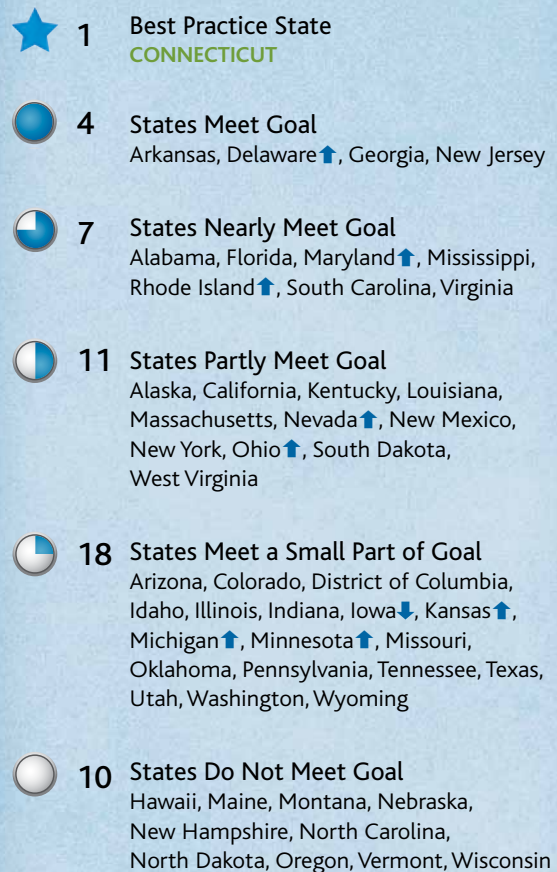 1 Best Practice State
CONNECTICUT
4 States Meet Goal
Arkansas, Delaware⬆, Georgia, New Jersey
7 States Nearly Meet Goal
Alabama, Florida, Maryland⬆, Mississippi,
Rhode Island⬆, South Carolina, Virginia
11 States Partly Meet Goal
Alaska, California, Kentucky, Louisiana,
Massachusetts, Nevada⬆, New Mexico,
New York, Ohio⬆, South Dakota,
West Virginia
18 States Meet a Small Part of Goal
Arizona, Colorado, District of Columbia,
Idaho, Illinois, Indiana, Iowa⬇, Kansas⬆,
Michigan⬆, Minnesota⬆, Missouri,
Oklahoma, Pennsylvania, Tennessee, Texas,
Utah, Washington, Wyoming
10 States Do Not Meet Goal
Hawaii, Maine, Montana, Nebraska,
New Hampshire, North Carolina,
North Dakota, Oregon, Vermont, Wisconsin